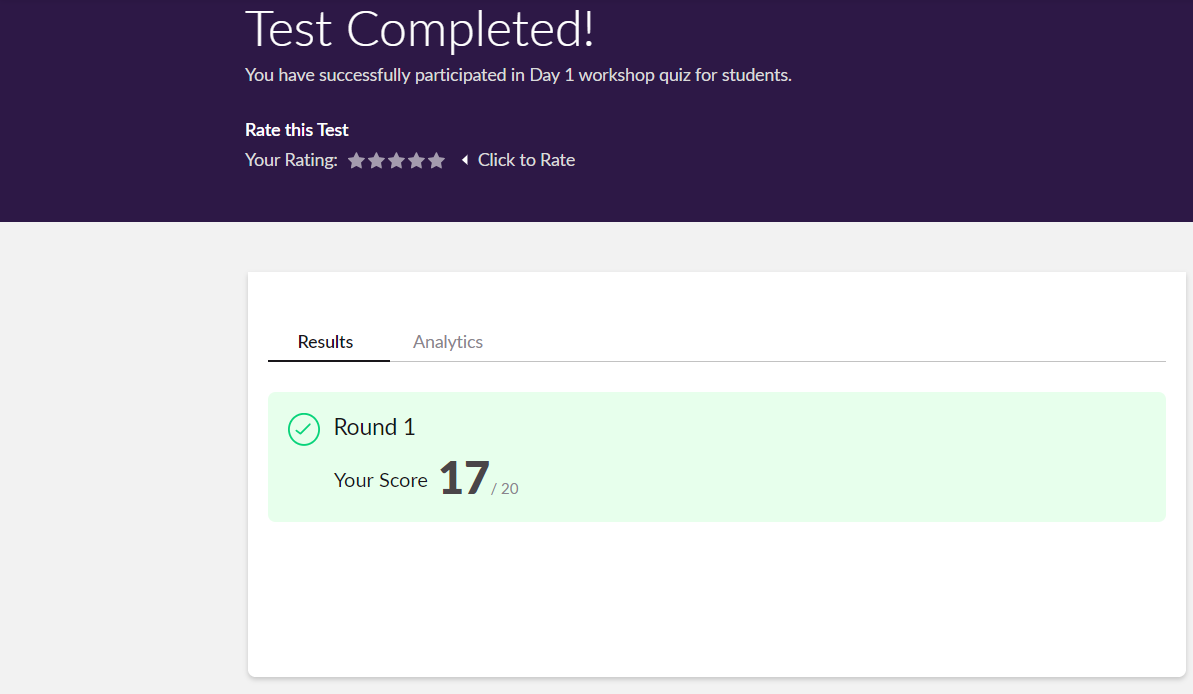 Test Completed!
You have successfully participated in Day 1 workshop quiz for students.
Rate this Test
Your Rating: Click to Rate
Results Analytics
Round 1
Your Score 17 / 20